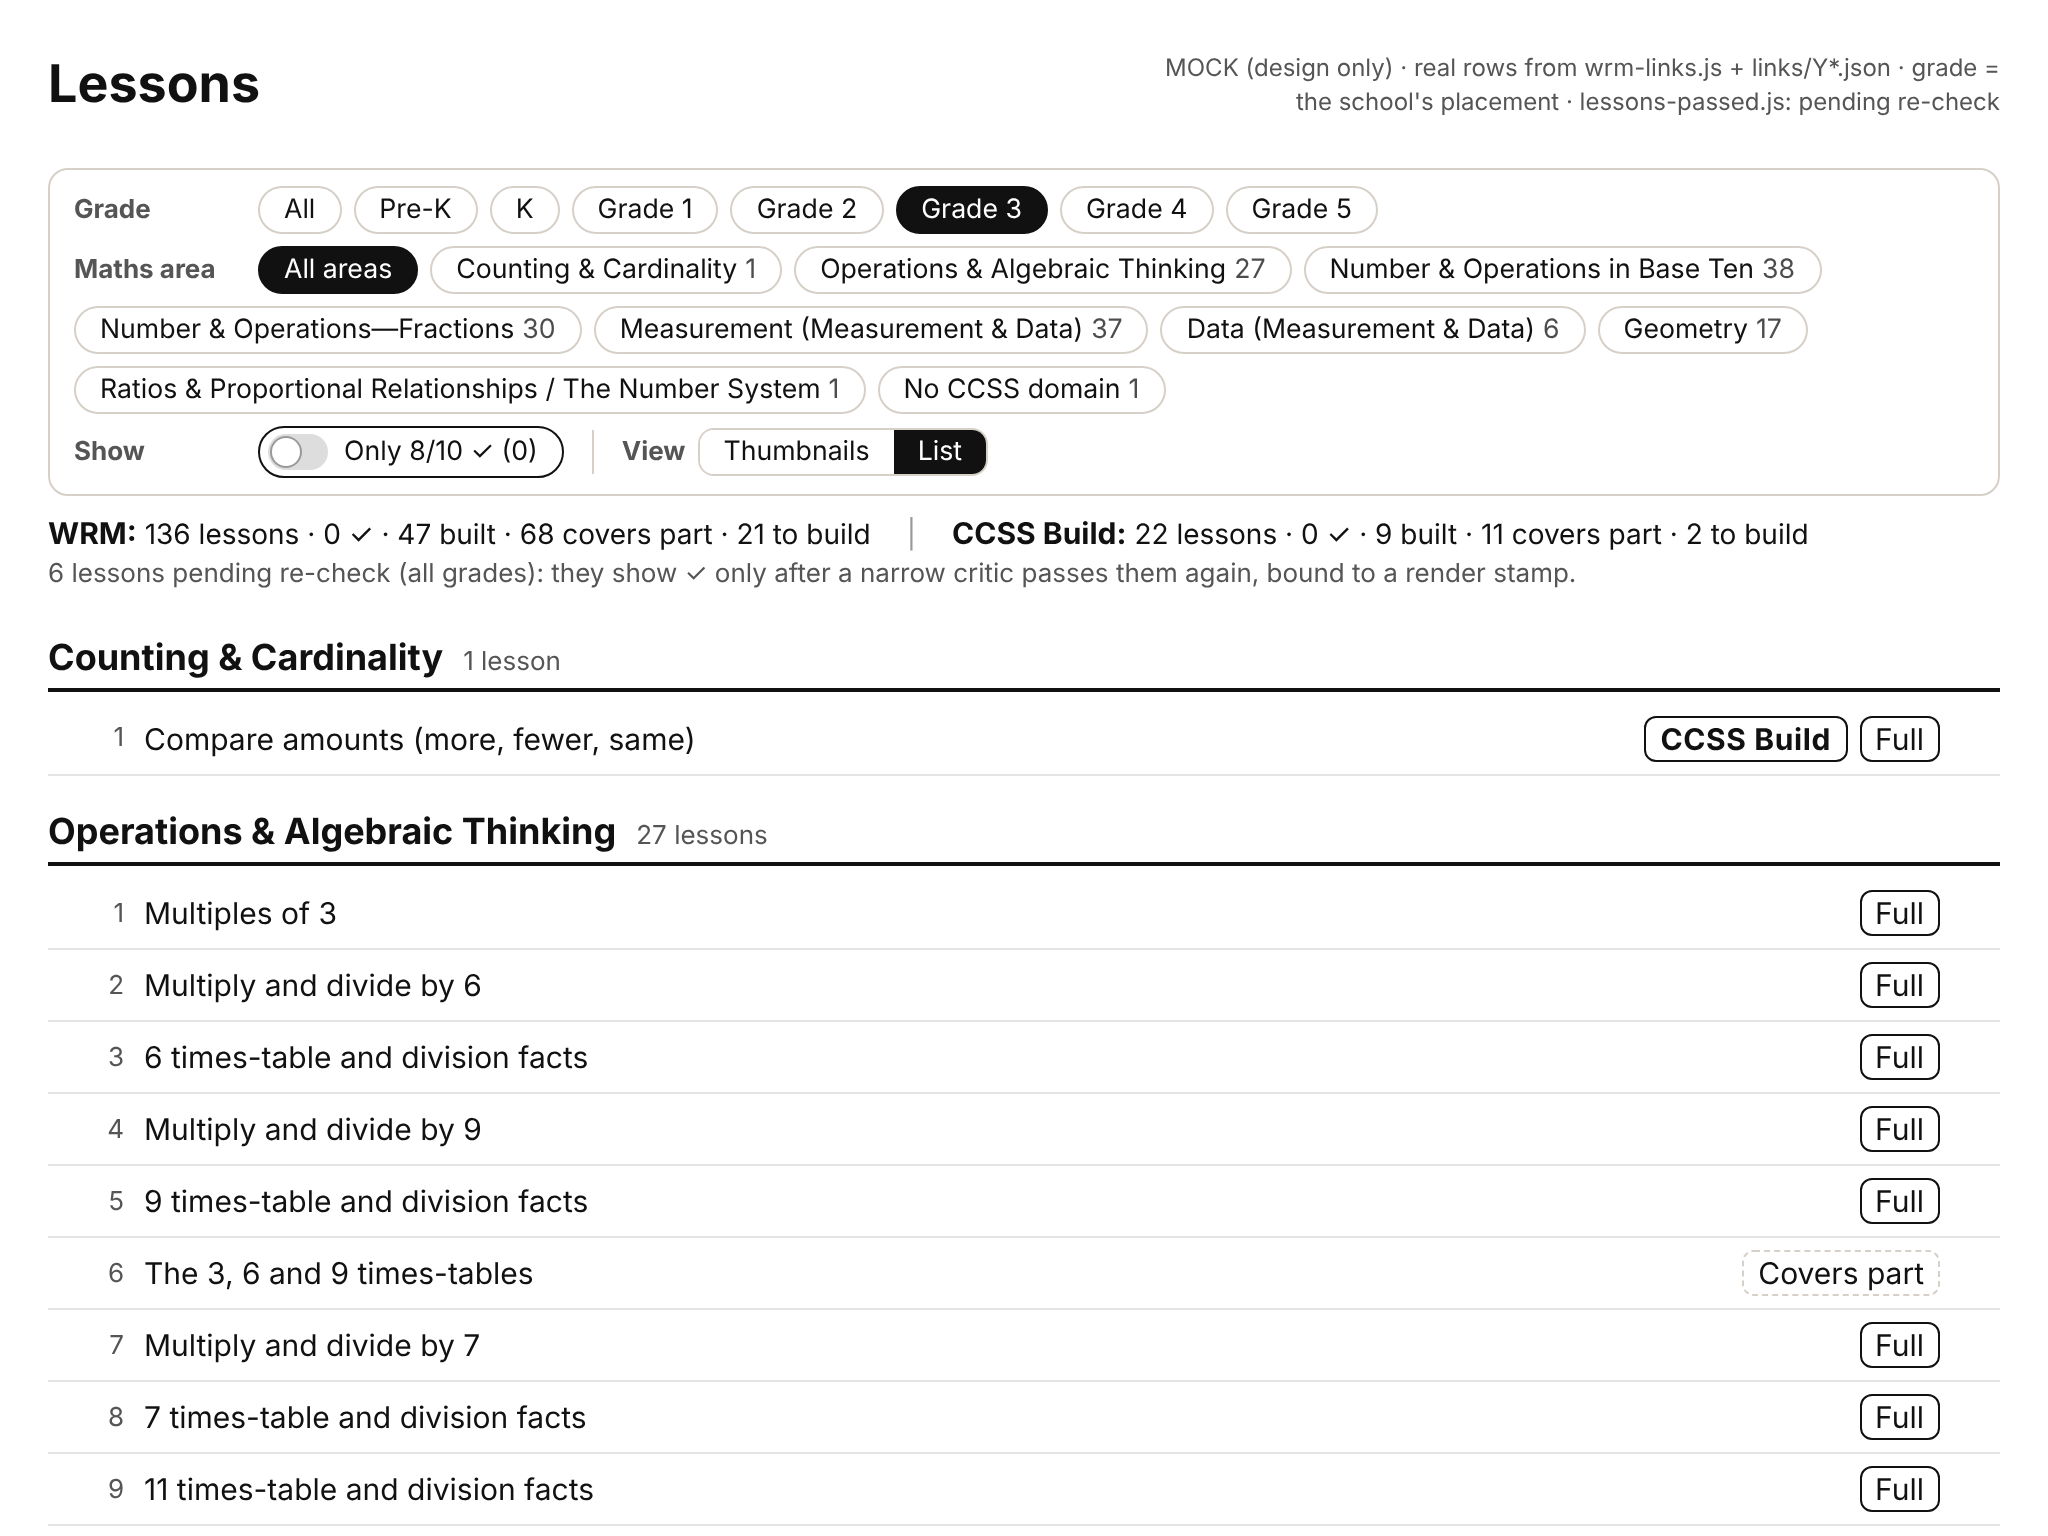 Lessons
MOCK (design only) · real rows from wrm-links.js + links/Y*.json · grade =
the school's placement · lessons-passed.js: pending re-check
Grade All Pre-K K Grade 1 Grade 2 Grade 3 Grade 4 Grade 5
Maths area All areas Counting & Cardinality 1 Operations & Algebraic Thinking 27 Number & Operations in Base Ten 38
Number & Operations—Fractions 30 Measurement (Measurement & Data) 37 Data (Measurement & Data) 6 Geometry 17
Ratios & Proportional Relationships / The Number System 1 No CCSS domain 1
Show Only 8/10 ✓ (0) View Thumbnails List
WRM: 136 lessons · 0 ✓ · 47 built · 68 covers part · 21 to build | CCSS Build: 22 lessons · 0 ✓ · 9 built · 11 covers part · 2 to build
6 lessons pending re-check (all grades): they show ✓ only after a narrow critic passes them again, bound to a render stamp.
Counting & Cardinality 1 lesson
1 Compare amounts (more, fewer, same) CCSS Build Full
Operations & Algebraic Thinking 27 lessons
1 Multiples of 3 Full
2 Multiply and divide by 6 Full
3 6 times-table and division facts Full
4 Multiply and divide by 9 Full
5 9 times-table and division facts Full
6 The 3, 6 and 9 times-tables Covers part
7 Multiply and divide by 7 Full
8 7 times-table and division facts Full
9 11 times-table and division facts Full